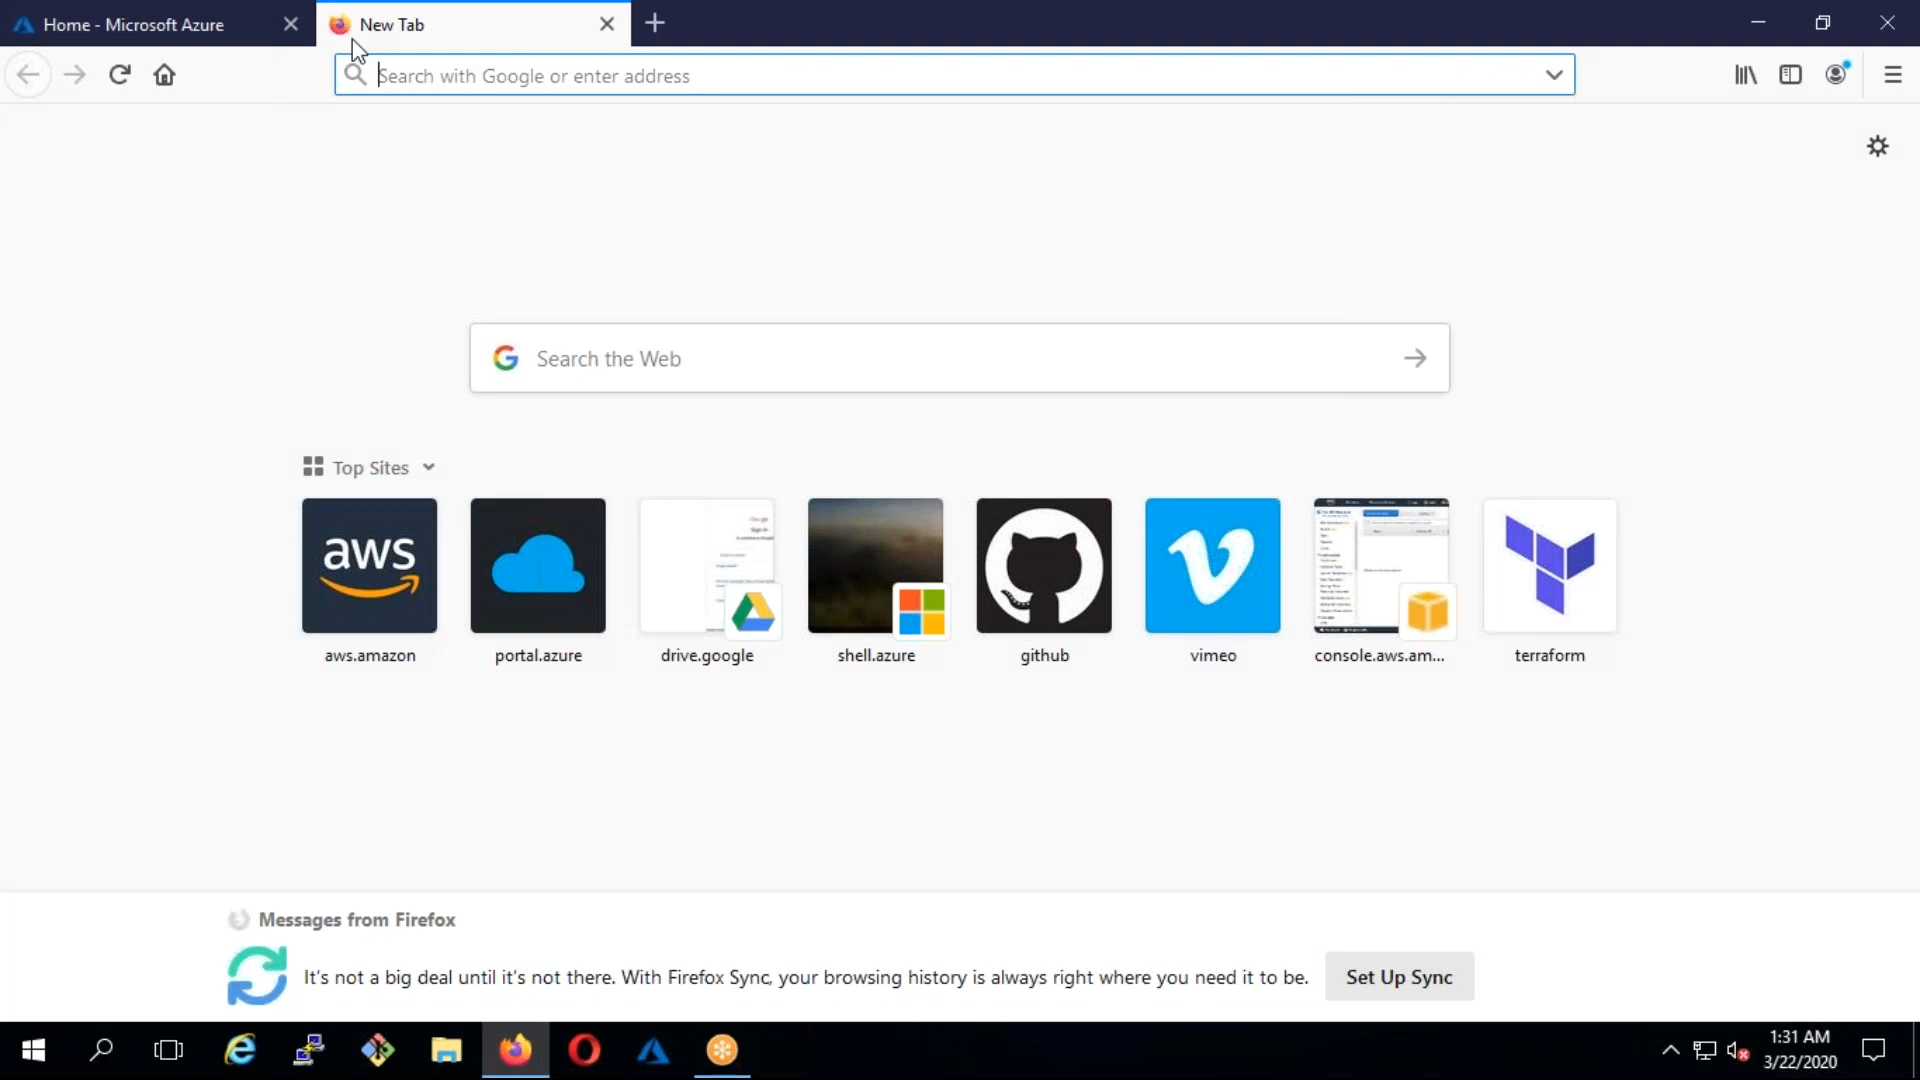 Home - Microsoft Azure
New Tab
Search with Google or enter address
Search the Web
Top Sites
aws
aws.amazon
portal.azure
drive.google
shell.azure
github
vimeo
console.aws.am...
terraform
Messages from Firefox
It's not a big deal until it's not there. With Firefox Sync, your browsing history is always right where you need it to be.
Set Up Sync
1:31 AM
3/22/2020